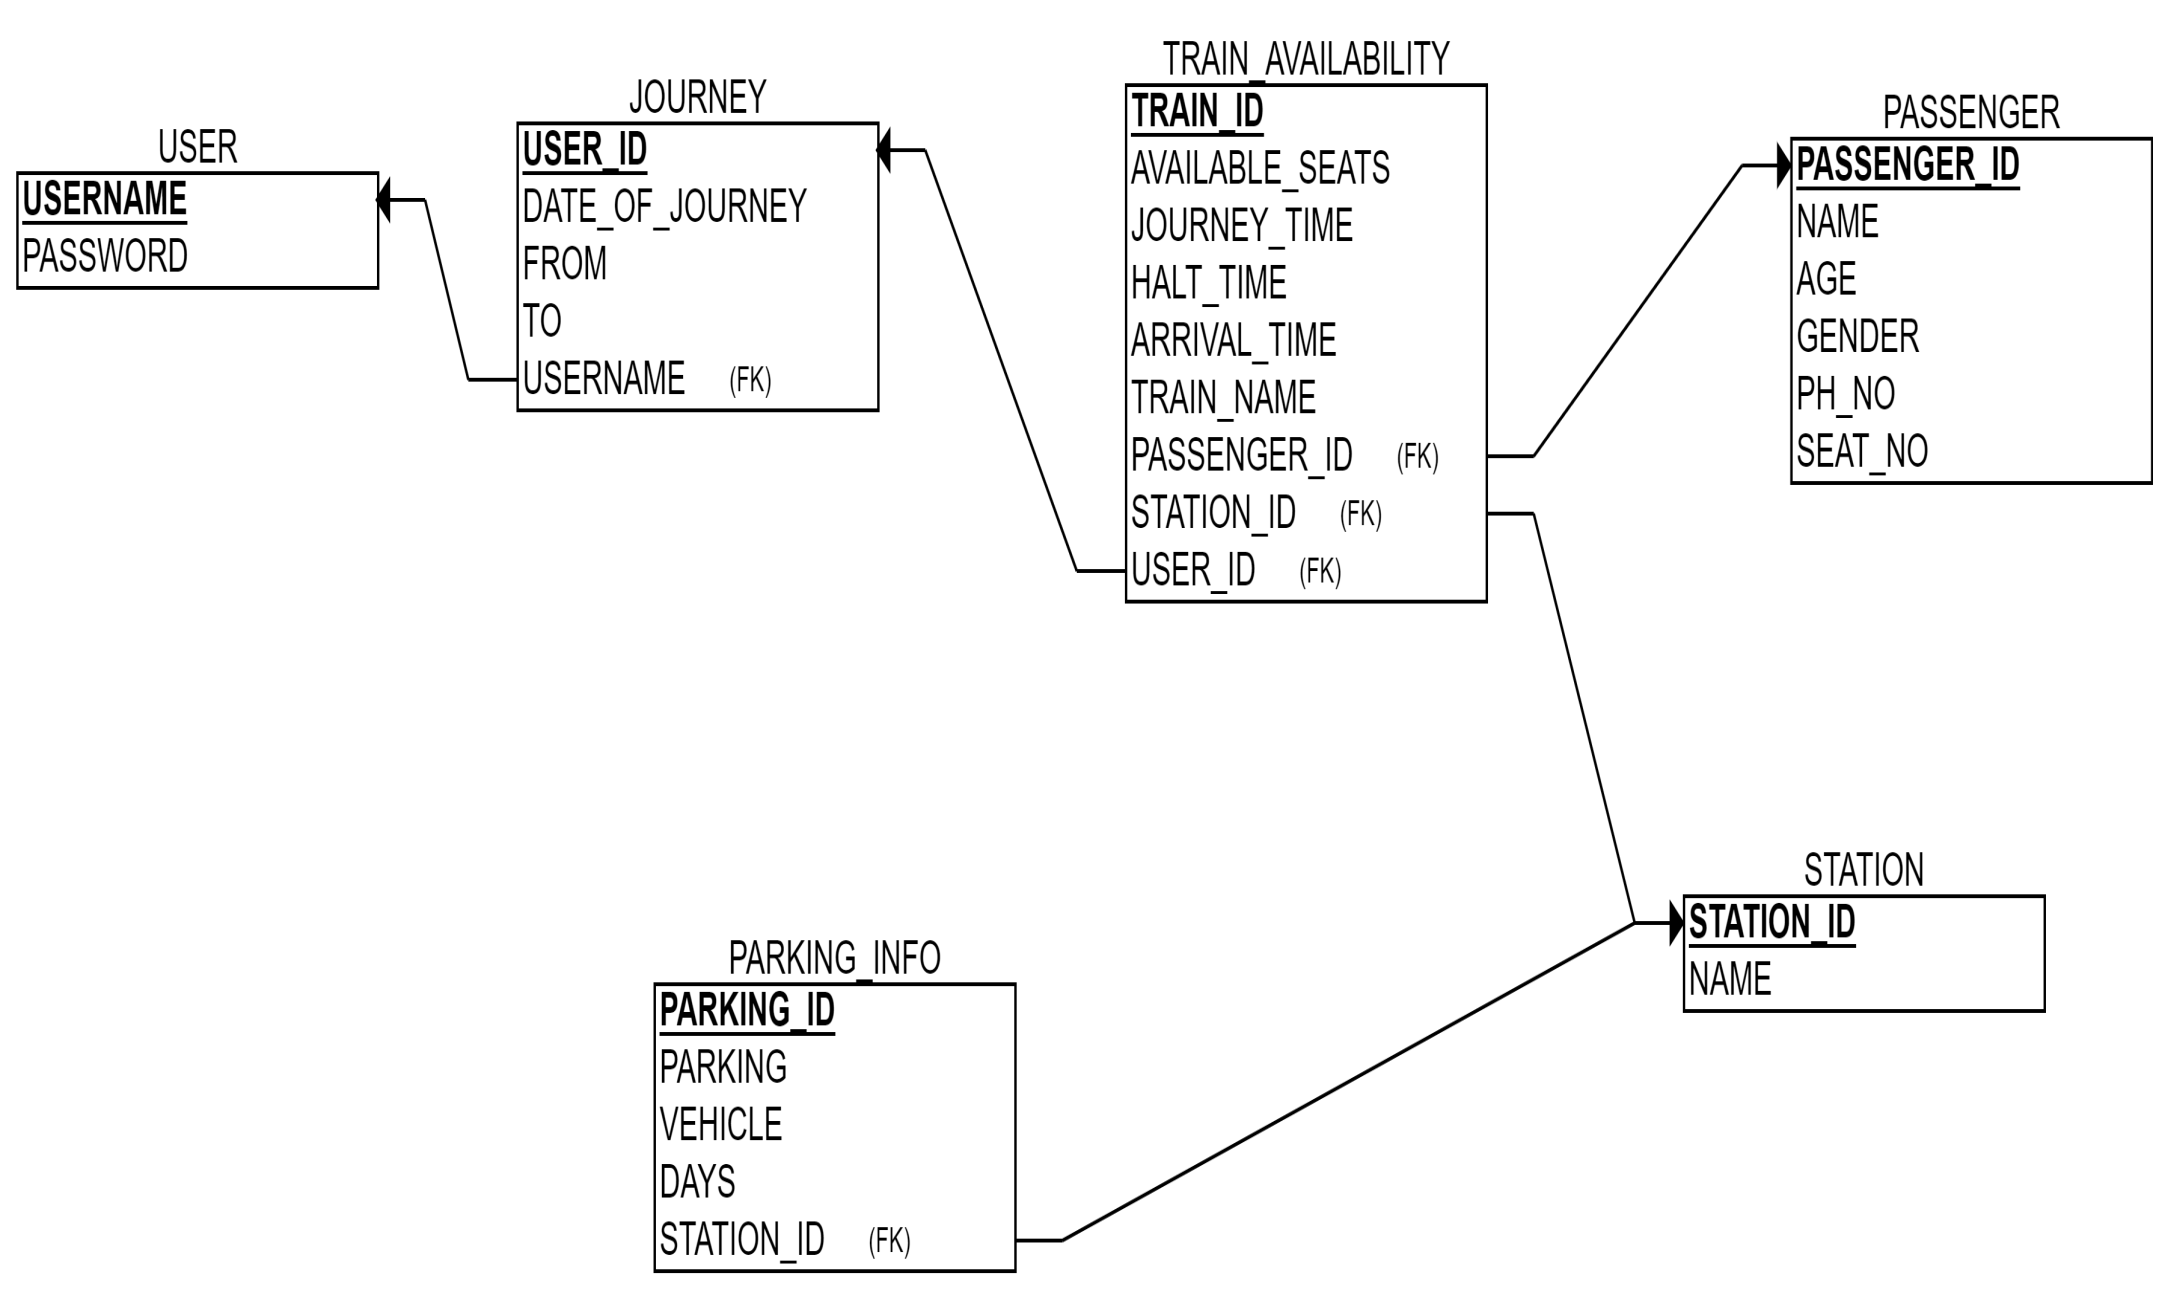 USER
USERNAME
PASSWORD
JOURNEY
USER_ID
DATE_OF_JOURNEY
FROM
TO
USERNAME (FK)
TRAIN_AVAILABILITY
TRAIN_ID
AVAILABLE_SEATS
JOURNEY_TIME
HALT_TIME
ARRIVAL_TIME
TRAIN_NAME
PASSENGER_ID (FK)
STATION_ID (FK)
USER_ID (FK)
PASSENGER
PASSENGER_ID
NAME
AGE
GENDER
PH_NO
SEAT_NO
PARKING_INFO
PARKING_ID
PARKING
VEHICLE
DAYS
STATION_ID (FK)
STATION
STATION_ID
NAME